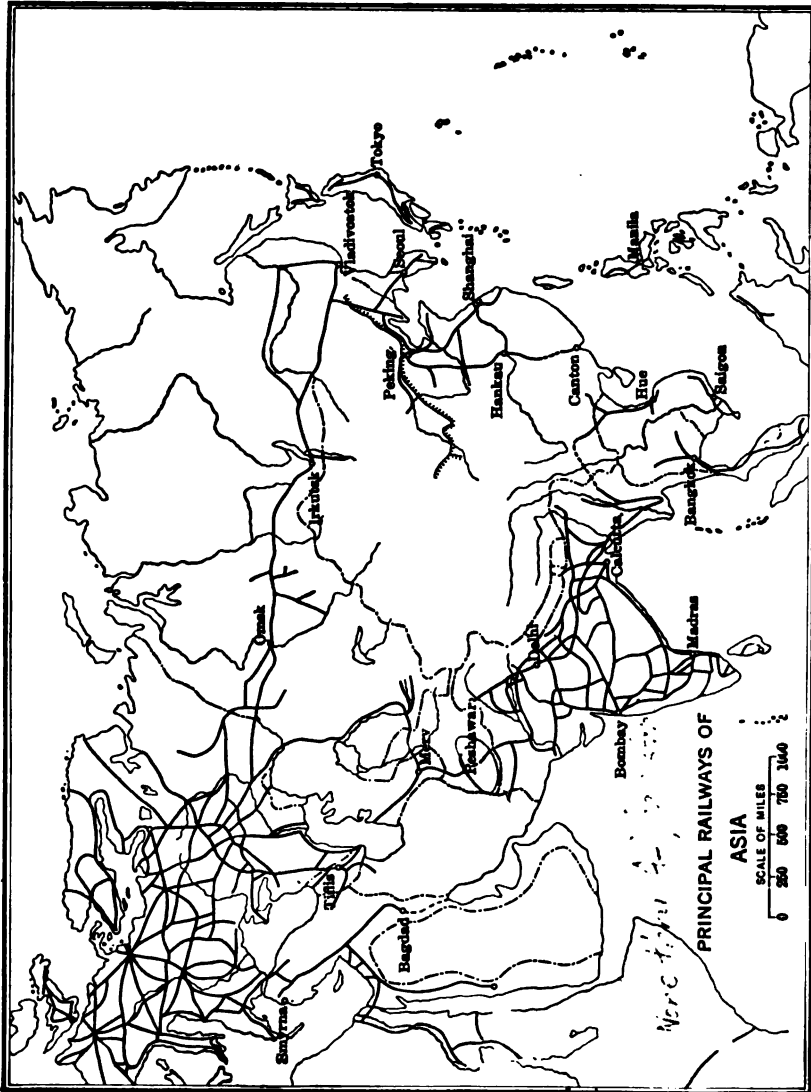 Tokyo
Vladivostok
Seoul
Shanghai
Manila
Peking
Hankau
Canton
Hue
Saigon
Irkutsk
Bangkok
Calcutta
Omsk
Delhi
Madras
Merv
Peshawar
Bombay
Tiflis
Bagdad
Smyrna
PRINCIPAL RAILWAYS OF
ASIA
SCALE OF MILES
0 250 500 750 1000